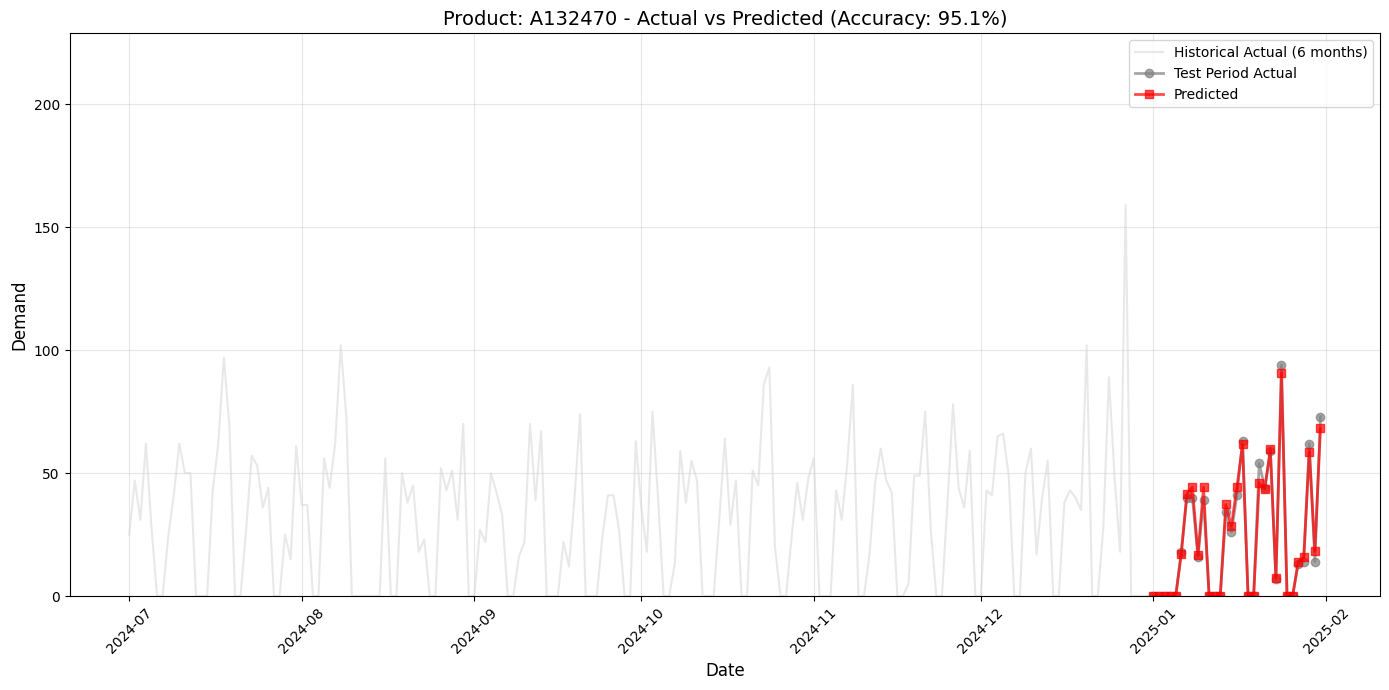 Product: A132470 - Actual vs Predicted (Accuracy: 95.1%)
Historical Actual (6 months)
Test Period Actual
Predicted
Demand
200
150
100
50
0
2024-07
2024-08
2024-09
2024-10
2024-11
2024-12
2025-01
2025-02
Date